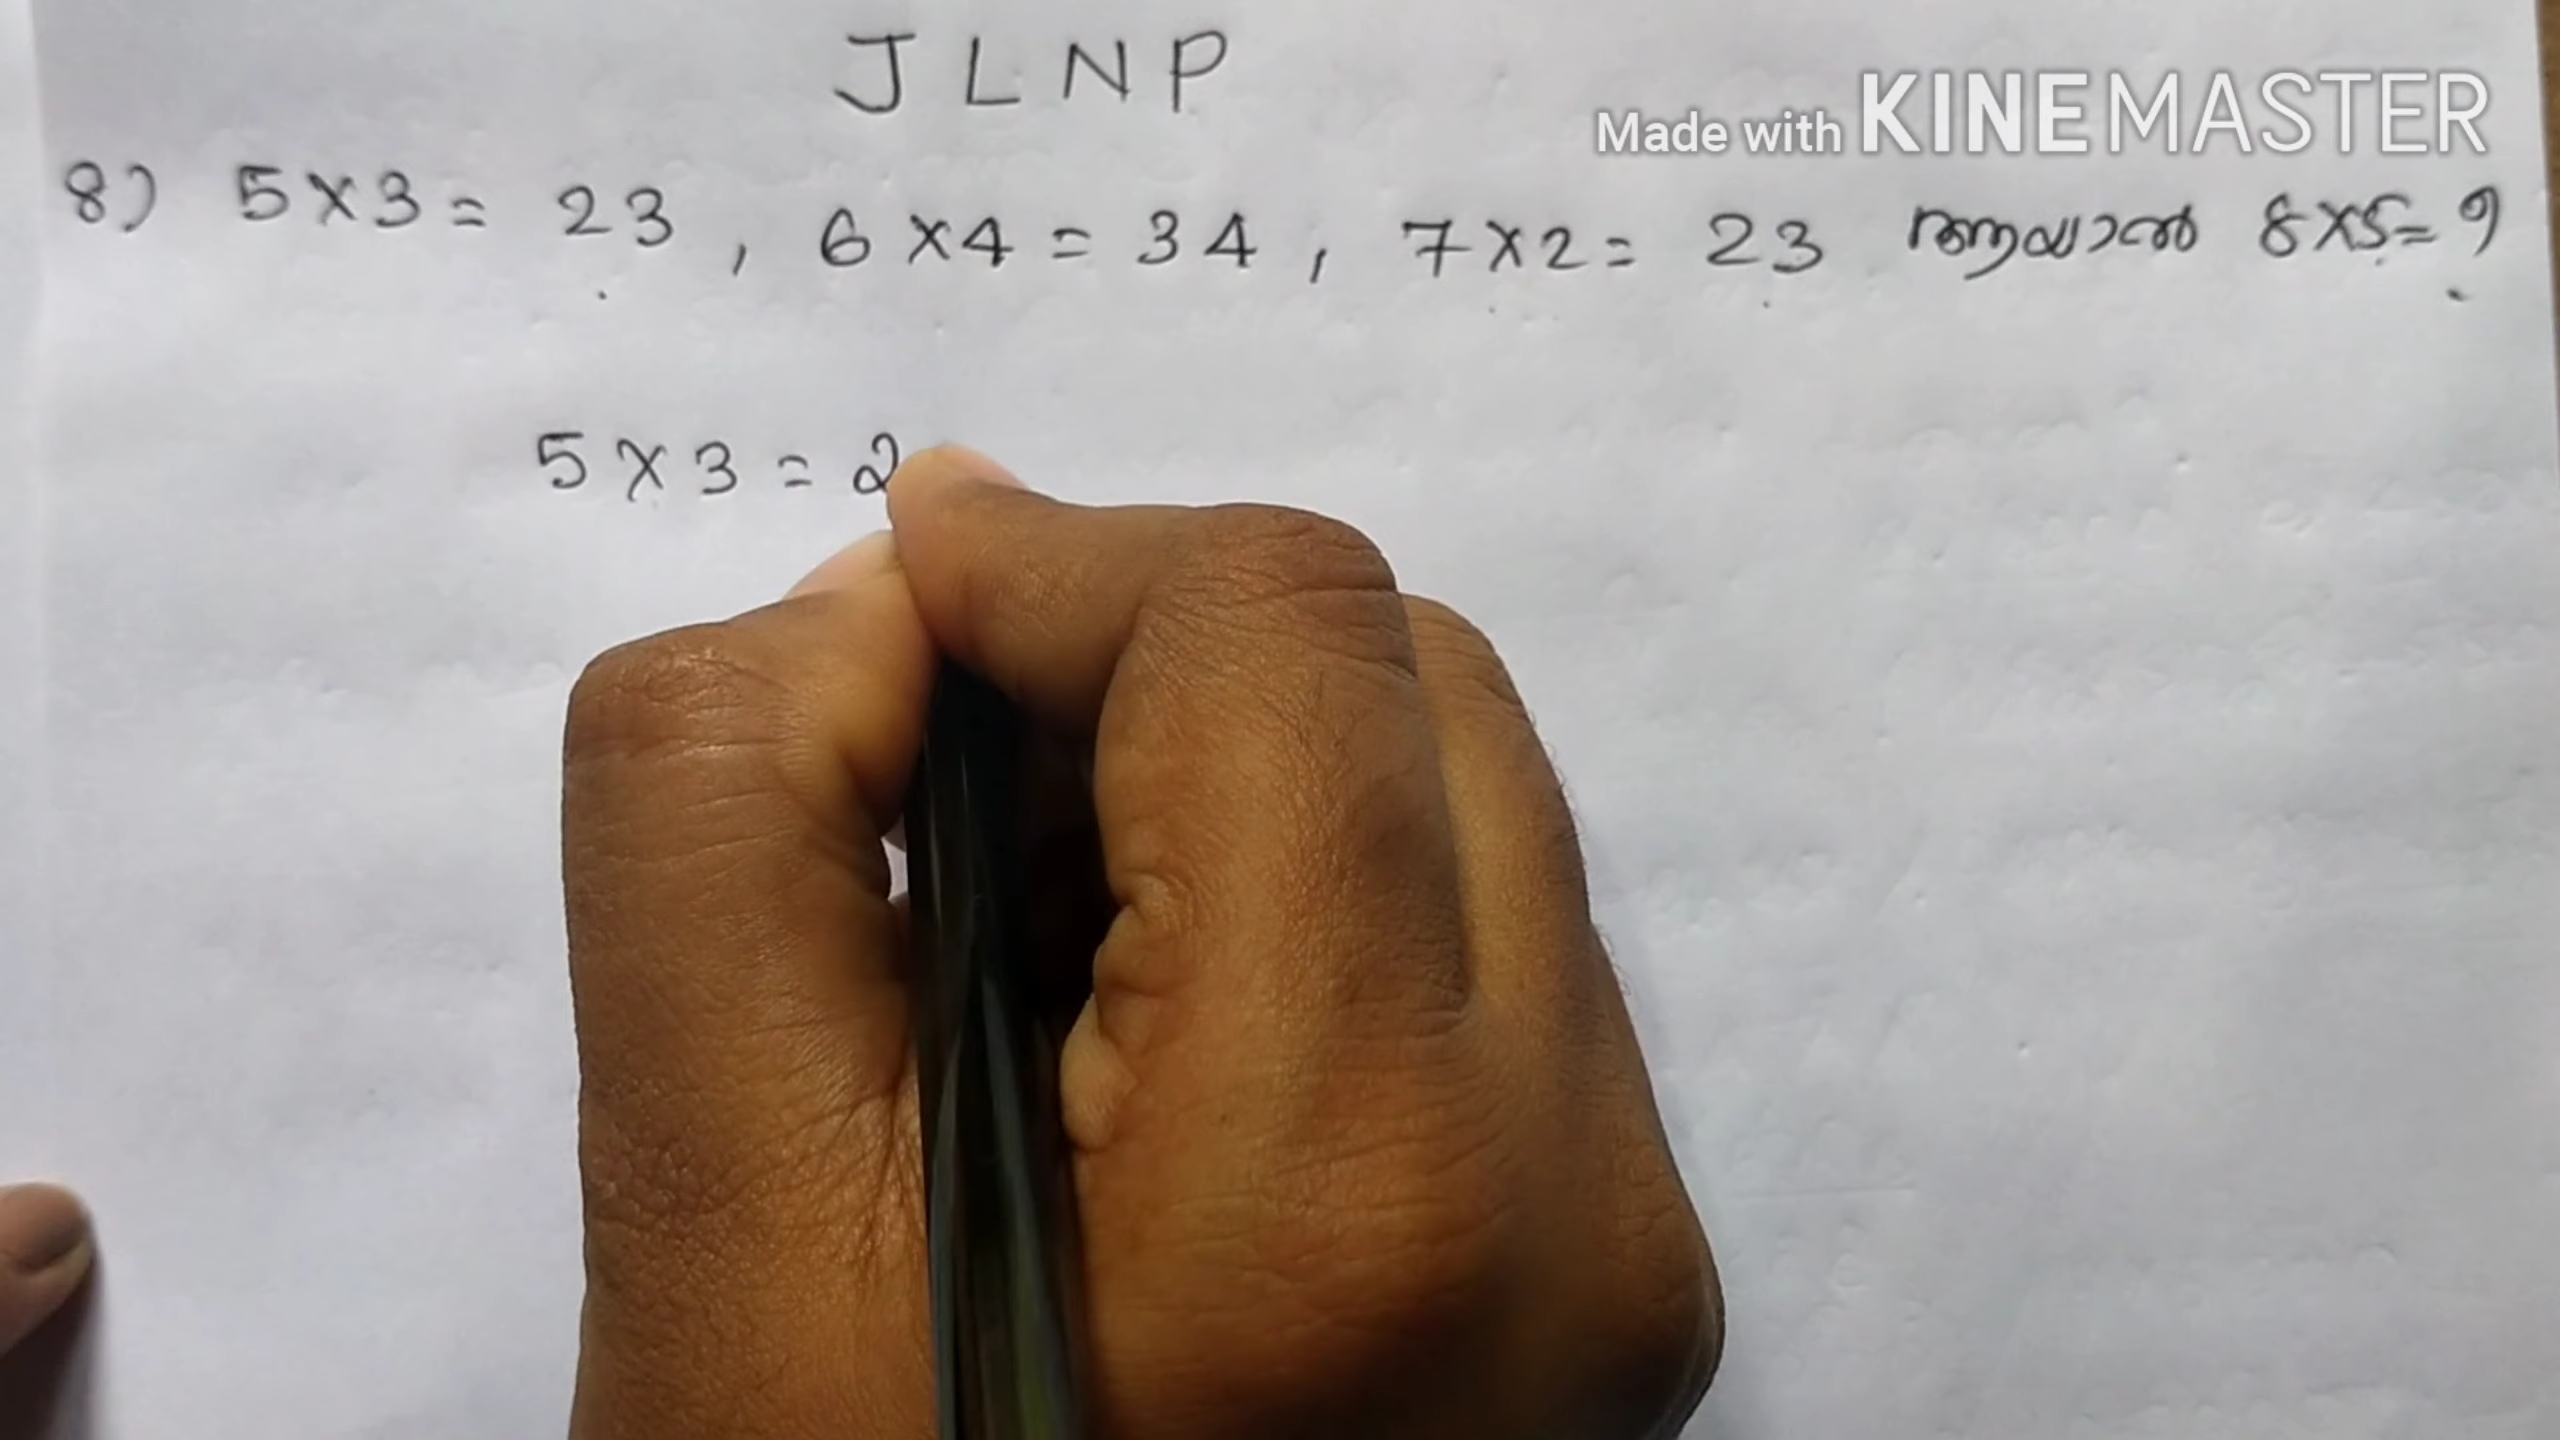 J L N P
Made with KINEMASTER
8) 5×3= 23 , 6×4 = 34 , 7×2= 23 ആയാൽ 8×5= ?
5×3 = 2